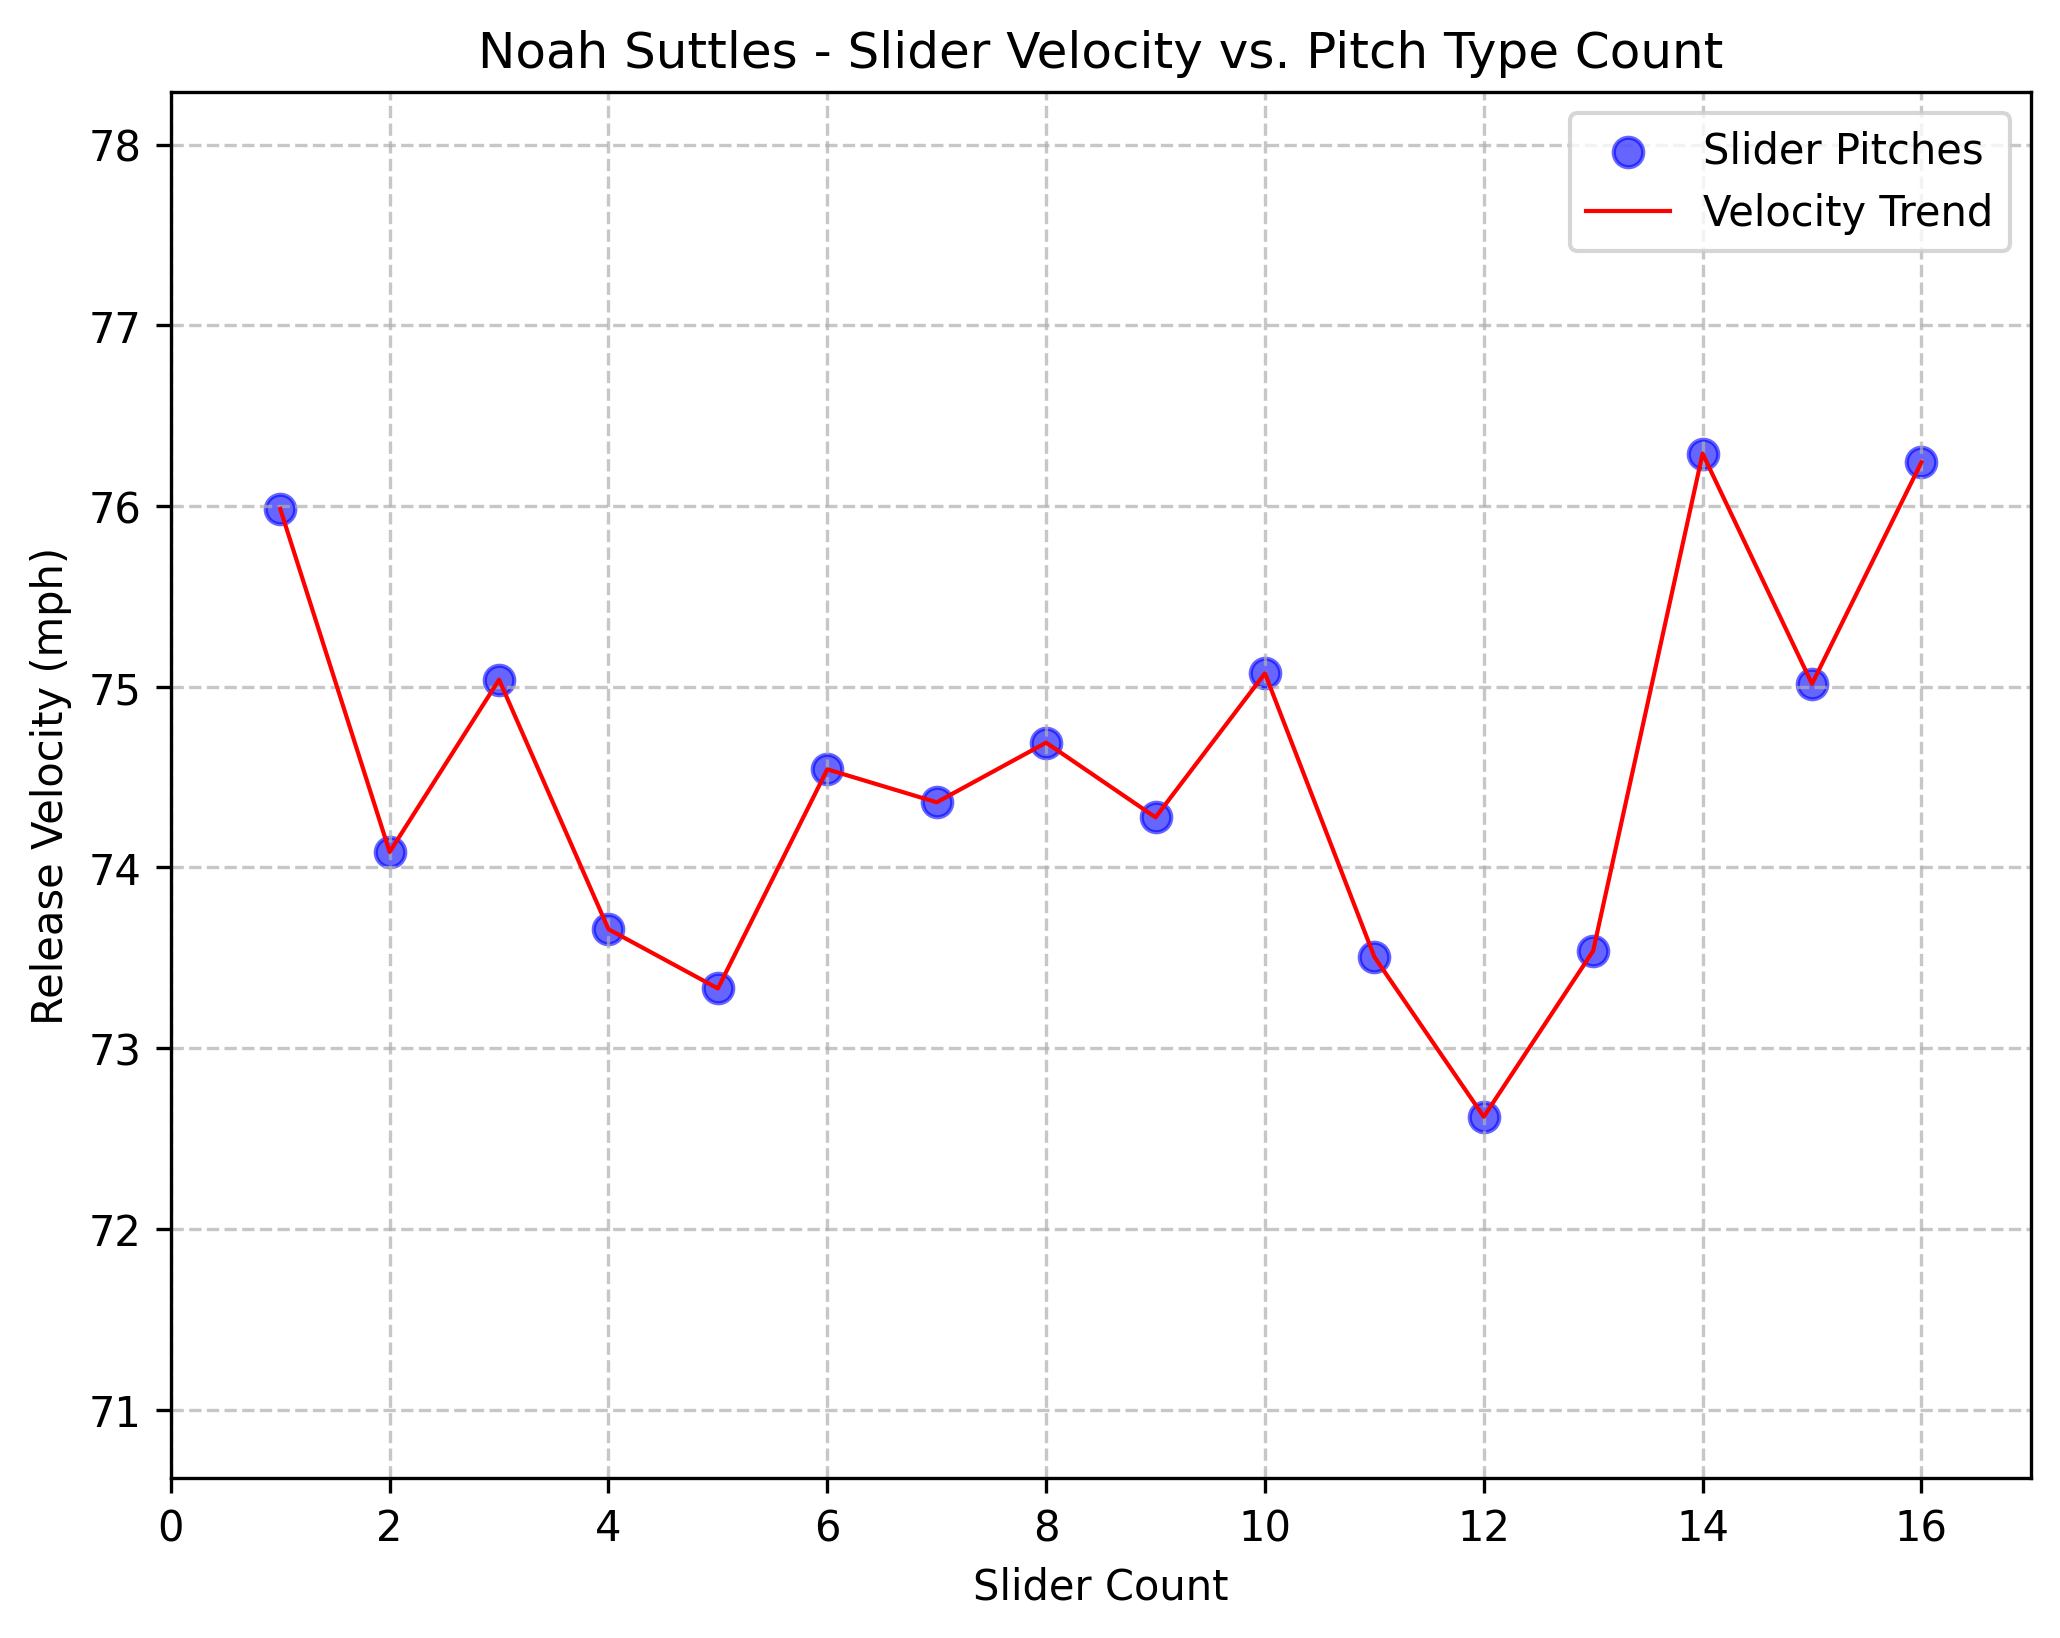 Noah Suttles - Slider Velocity vs. Pitch Type Count
Slider Pitches
Velocity Trend
Release Velocity (mph)
78
77
76
75
74
73
72
71
0 2 4 6 8 10 12 14 16
Slider Count